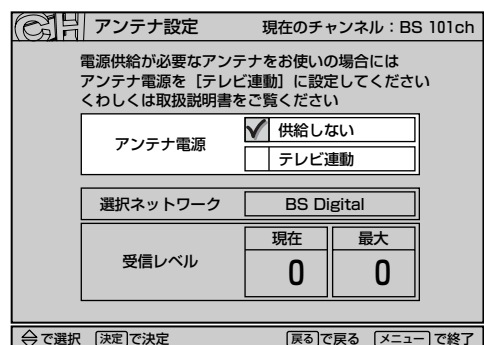 CH アンテナ設定 現在のチャンネル：BS 101ch
電源供給が必要なアンテナをお使いの場合には
アンテナ電源を［テレビ連動］に設定してください
くわしくは取扱説明書をご覧ください
アンテナ電源
供給しない
テレビ連動
選択ネットワーク BS Digital
受信レベル
現在 最大
0 0
で選択 決定で決定 戻るで戻る メニューで終了